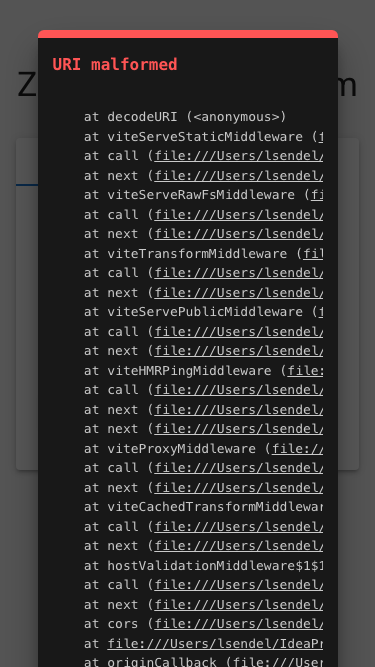 Z m
URI malformed
at decodeURI (<anonymous>)
at viteServeStaticMiddleware (f
at call (file:///Users/lsendel/
at next (file:///Users/lsendel/
at viteServeRawFsMiddleware (fi
at call (file:///Users/lsendel/
at next (file:///Users/lsendel/
at viteTransformMiddleware (fil
at call (file:///Users/lsendel/
at next (file:///Users/lsendel/
at viteServePublicMiddleware (f
at call (file:///Users/lsendel/
at next (file:///Users/lsendel/
at viteHMRPingMiddleware (file:
at call (file:///Users/lsendel/
at next (file:///Users/lsendel/
at next (file:///Users/lsendel/
at viteProxyMiddleware (file://
at call (file:///Users/lsendel/
at next (file:///Users/lsendel/
at viteCachedTransformMiddlewar
at call (file:///Users/lsendel/
at next (file:///Users/lsendel/
at hostValidationMiddleware$1$1
at call (file:///Users/lsendel/
at next (file:///Users/lsendel/
at cors (file:///Users/lsendel/
at file:///Users/lsendel/IdeaPr
at originCallback (file:///User